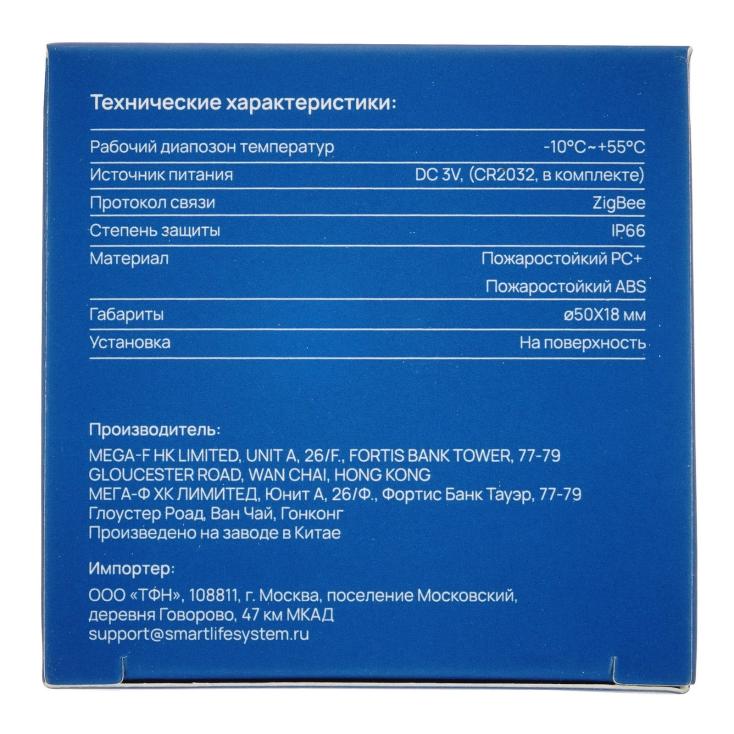 Технические характеристики:
Рабочий диапозон температур -10°C~+55°C
Источник питания DC 3V, (CR2032, в комплекте)
Протокол связи ZigBee
Степень защиты IP66
Материал Пожаростойкий PC+
Пожаростойкий ABS
Габариты ø50X18 мм
Установка На поверхность
Производитель:
MEGA-F HK LIMITED, UNIT A, 26/F., FORTIS BANK TOWER, 77-79
GLOUCESTER ROAD, WAN CHAI, HONG KONG
МЕГА-Ф ХК ЛИМИТЕД, Юнит А, 26/Ф., Фортис Банк Тауэр, 77-79
Глоустер Роад, Ван Чай, Гонконг
Произведено на заводе в Китае
Импортер:
ООО «ТФН», 108811, г. Москва, поселение Московский,
деревня Говорово, 47 км МКАД
support@smartlifesystem.ru